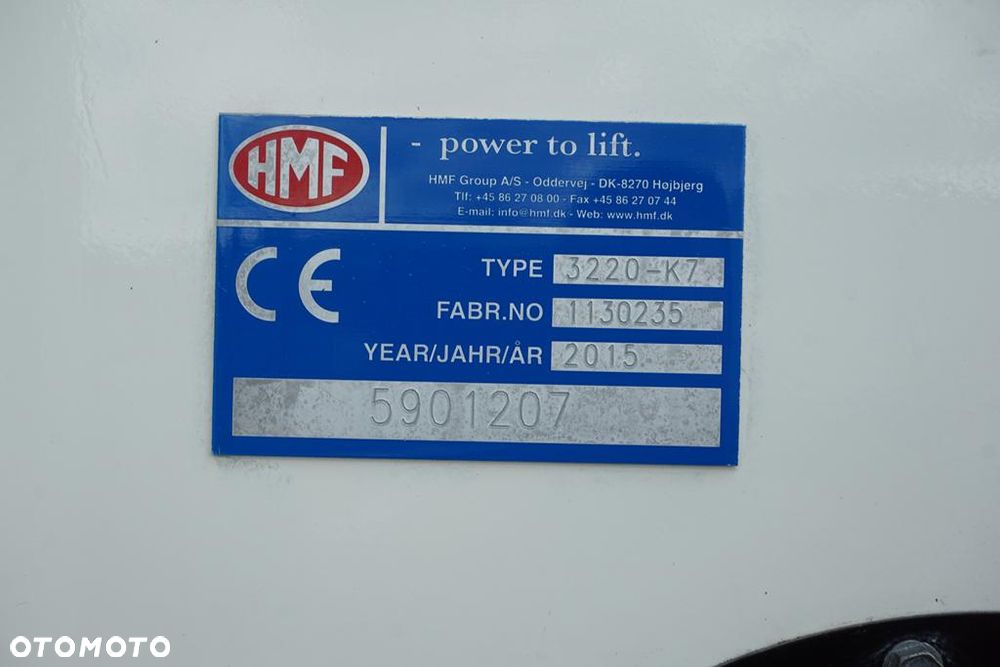 HMF
- power to lift.
HMF Group A/S - Oddervej - DK-8270 Højbjerg
Tlf: +45 86 27 08 00 - Fax +45 86 27 07 44
E-mail: info@hmf.dk - Web: www.hmf.dk
CE
TYPE 3220-K7
FABR.NO 1130235
YEAR/JAHR/ÅR 2015
5901207
OTOMOTO